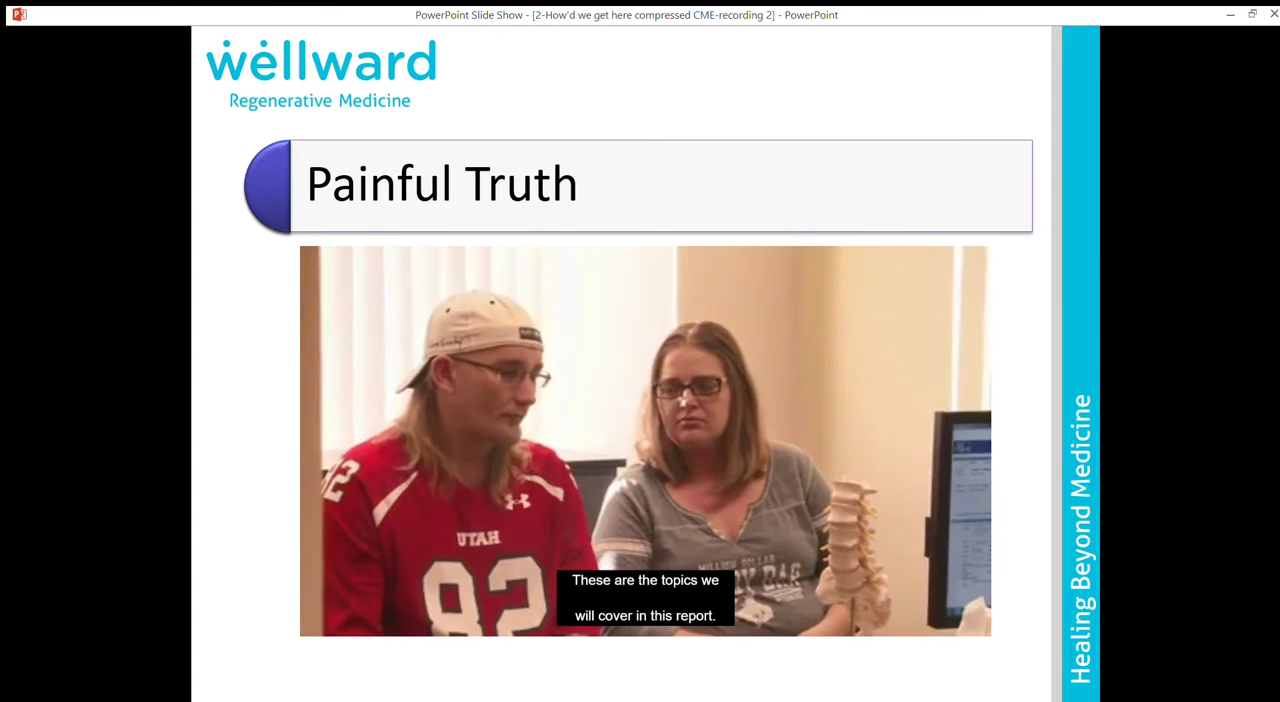 PowerPoint Slide Show - [2-How'd we get here compressed CME-recording 2] - PowerPoint
wellward
Regenerative Medicine
Painful Truth
UTAH
82
These are the topics we
will cover in this report.
Healing Beyond Medicine